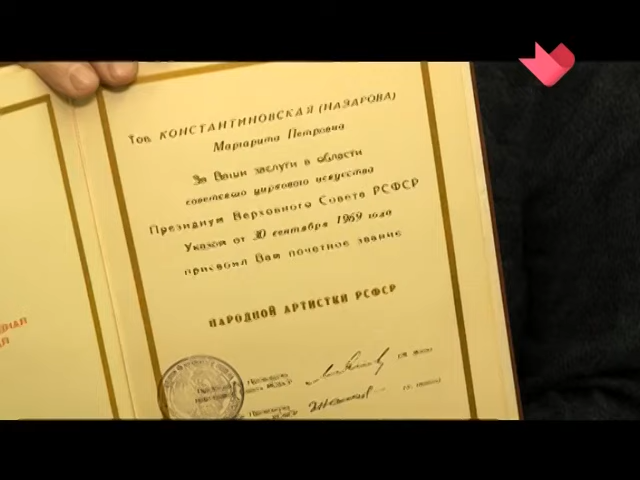 Тов. КОНСТАНТИНОВСКАЯ (НАЗАРОВА)
Маргарита Петровна
За Ваши заслуги в области
советского циркового искусства
Президиум Верховного Совета РСФСР
Указом от 30 сентября 1969 года
присвоил Вам почетное звание
НАРОДНОЙ АРТИСТКИ РСФСР